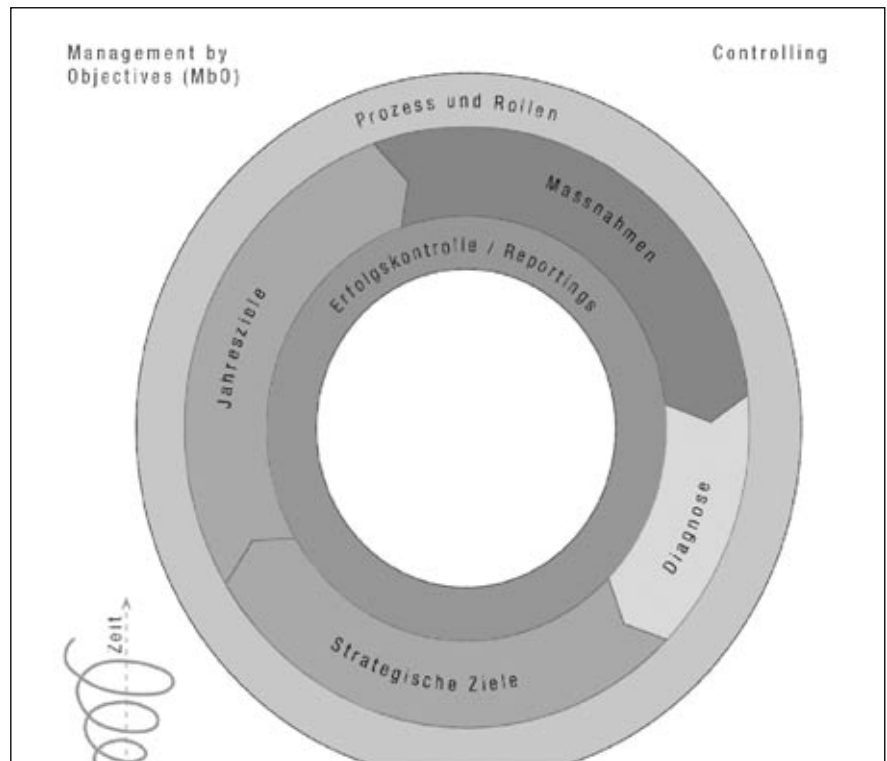 Management by
Objectives (MbO)
Controlling
Prozess und Rollen
Massnahmen
Erfolgskontrolle / Reportings
Jahresziele
Diagnose
Strategische Ziele
Zeit